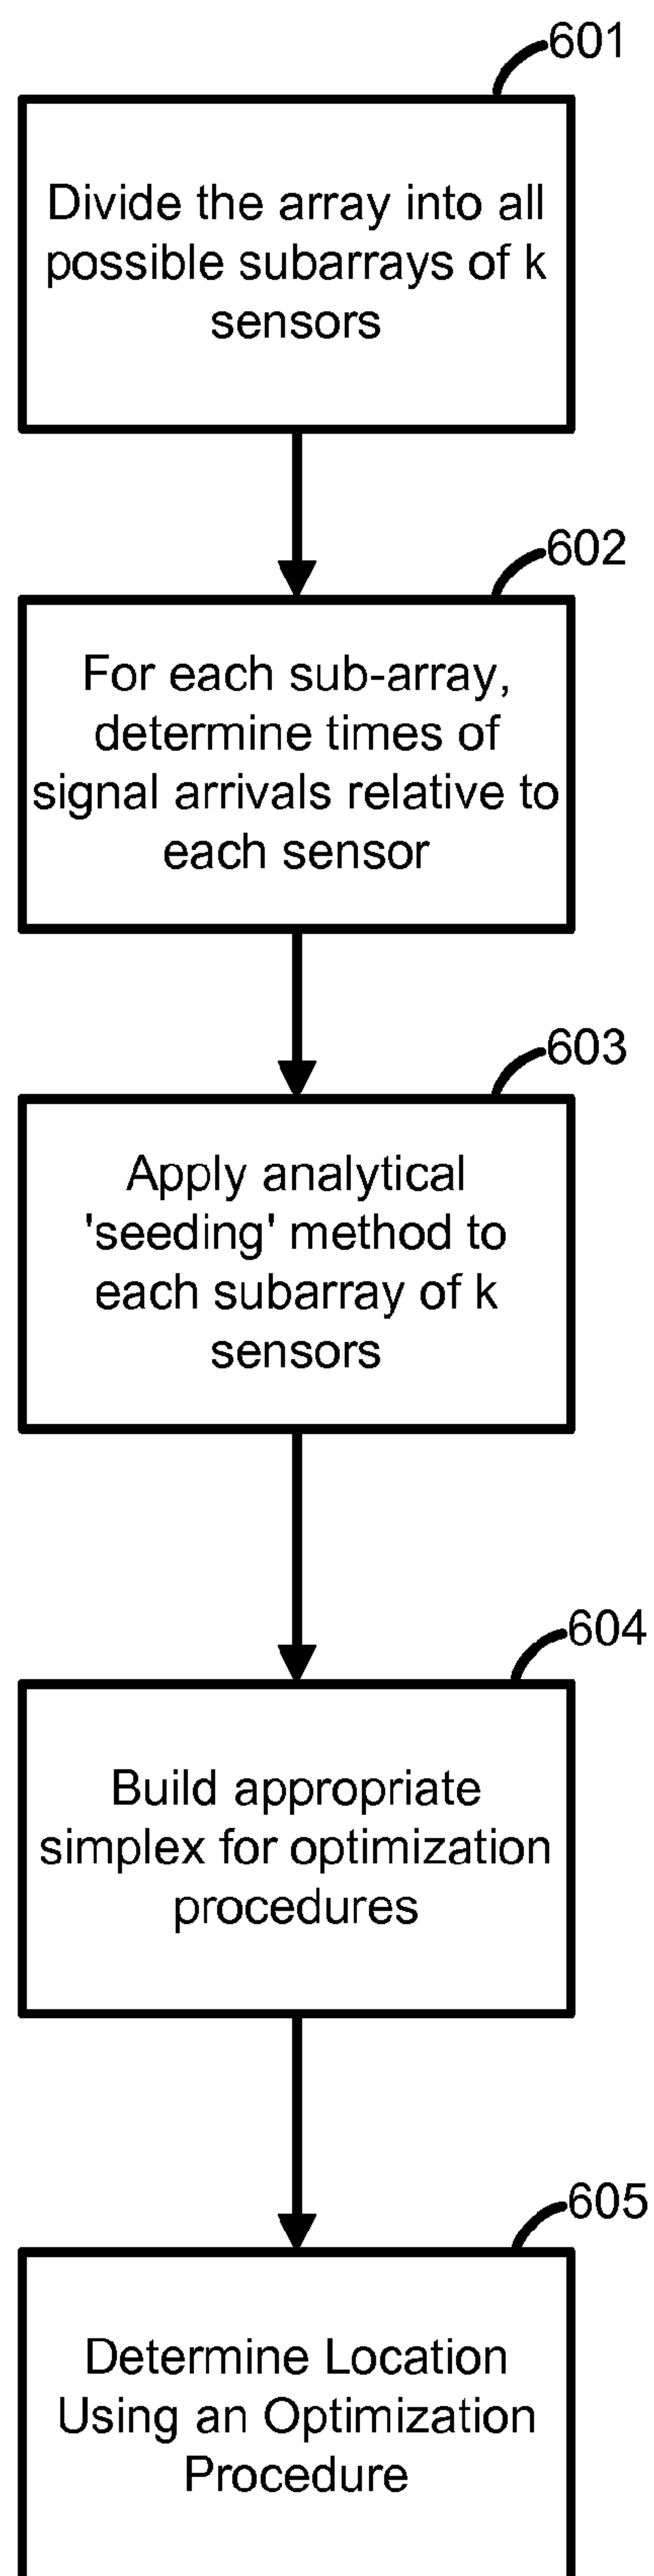 601
Divide the array into all
possible subarrays of k
sensors
602
For each sub-array,
determine times of
signal arrivals relative to
each sensor
603
Apply analytical
'seeding' method to
each subarray of k
sensors
604
Build appropriate
simplex for optimization
procedures
605
Determine Location
Using an Optimization
Procedure